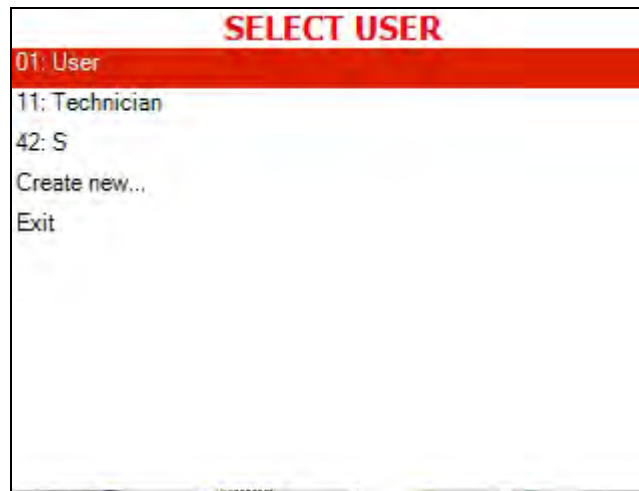 SELECT USER
01: User
11: Technician
42: S
Create new...
Exit